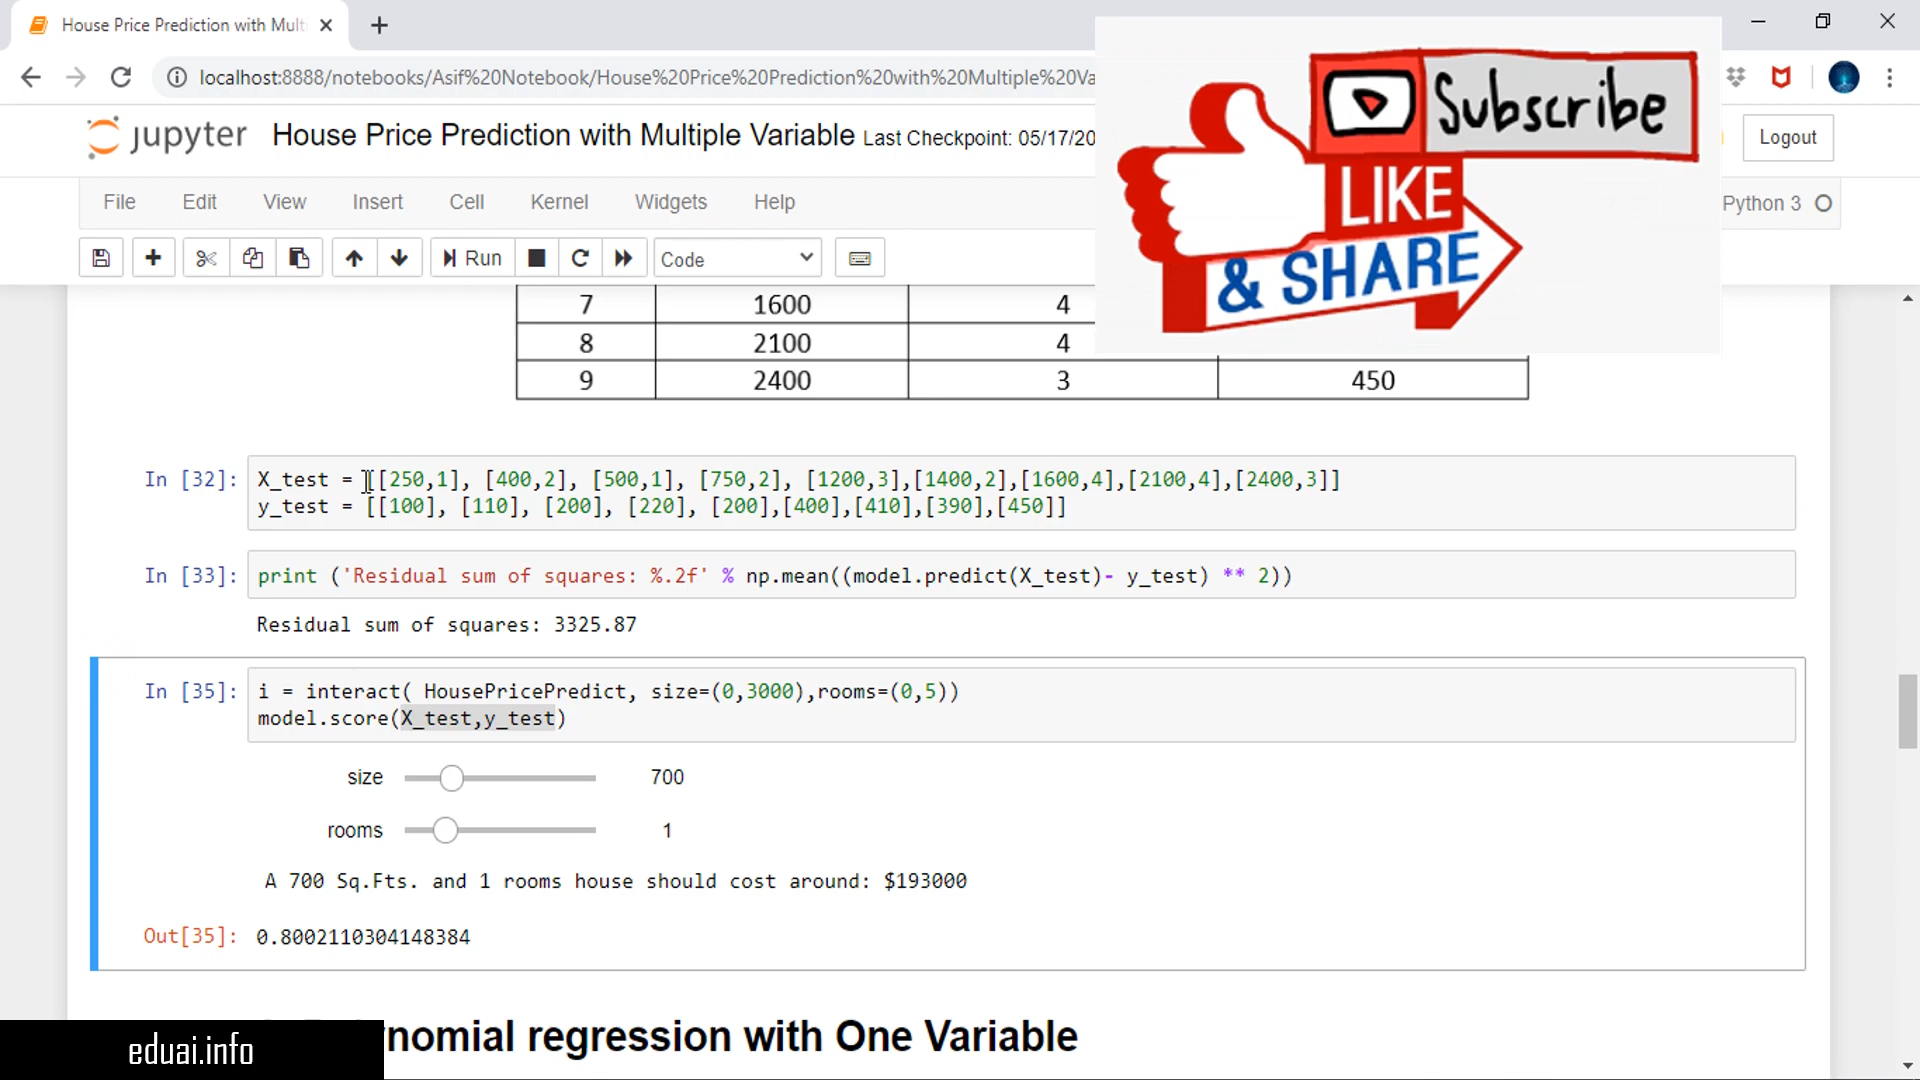 House Price Prediction with Mult
localhost:8888/notebooks/Asif%20Notebook/House%20Price%20Prediction%20with%20Multiple%20Va
Subscribe
LIKE
& SHARE
jupyter House Price Prediction with Multiple Variable Last Checkpoint: 05/17/20
Logout
File Edit View Insert Cell Kernel Widgets Help
Python 3
Run Code
7 1600 4
8 2100 4
9 2400 3 450
In [32]: X_test = [[250,1], [400,2], [500,1], [750,2], [1200,3],[1400,2],[1600,4],[2100,4],[2400,3]]
y_test = [[100], [110], [200], [220], [200],[400],[410],[390],[450]]
In [33]: print ('Residual sum of squares: %.2f' % np.mean((model.predict(X_test)- y_test) ** 2))
Residual sum of squares: 3325.87
In [35]: i = interact( HousePricePredict, size=(0,3000),rooms=(0,5))
model.score(X_test,y_test)
size 700
rooms 1
A 700 Sq.Fts. and 1 rooms house should cost around: $193000
Out[35]: 0.8002110304148384
nomial regression with One Variable
eduai.info